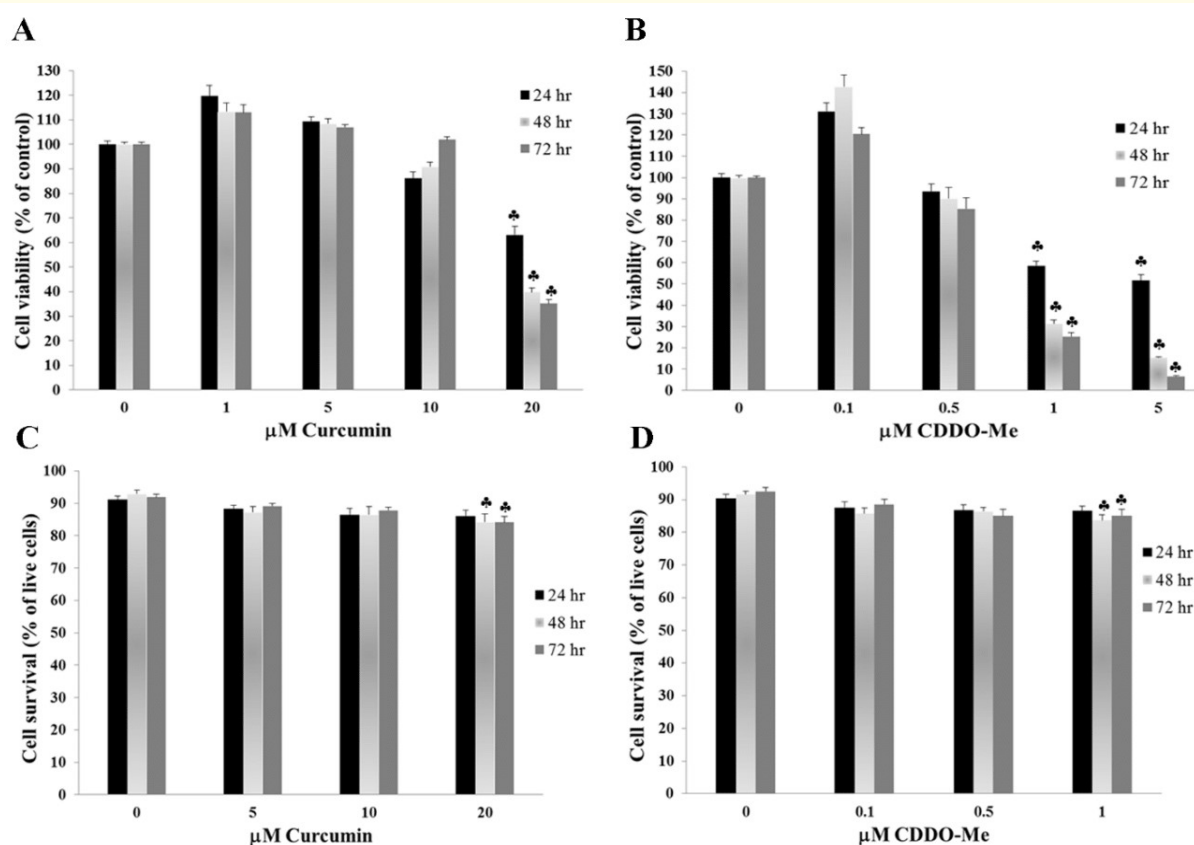 A
Cell viability (% of control)
130
120
110
100
90
80
70
60
50
40
30
20
10
0
24 hr
48 hr
72 hr
♣
♣ ♣
0 1 5 10 20
μM Curcumin
B
Cell viability (% of control)
150
140
130
120
110
100
90
80
70
60
50
40
30
20
10
0
24 hr
48 hr
72 hr
♣ ♣
♣ ♣
♣ ♣
0 0.1 0.5 1 5
μM CDDO-Me
C
Cell survival (% of live cells)
100
90
80
70
60
50
40
30
20
10
0
♣ ♣
24 hr
48 hr
72 hr
0 5 10 20
μM Curcumin
D
Cell survival (% of live cells)
100
90
80
70
60
50
40
30
20
10
0
♣ ♣
24 hr
48 hr
72 hr
0 0.1 0.5 1
μM CDDO-Me